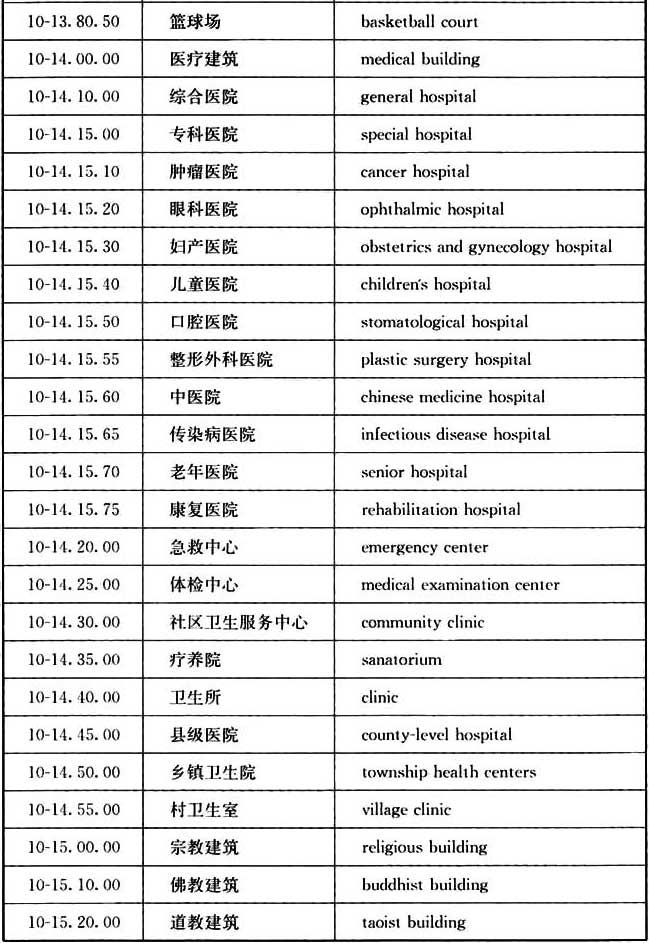 10-13.80.50 篮球场 basketball court
10-14.00.00 医疗建筑 medical building
10-14.10.00 综合医院 general hospital
10-14.15.00 专科医院 special hospital
10-14.15.10 肿瘤医院 cancer hospital
10-14.15.20 眼科医院 ophthalmic hospital
10-14.15.30 妇产医院 obstetrics and gynecology hospital
10-14.15.40 儿童医院 children's hospital
10-14.15.50 口腔医院 stomatological hospital
10-14.15.55 整形外科医院 plastic surgery hospital
10-14.15.60 中医院 chinese medicine hospital
10-14.15.65 传染病医院 infectious disease hospital
10-14.15.70 老年医院 senior hospital
10-14.15.75 康复医院 rehabilitation hospital
10-14.20.00 急救中心 emergency center
10-14.25.00 体检中心 medical examination center
10-14.30.00 社区卫生服务中心 community clinic
10-14.35.00 疗养院 sanatorium
10-14.40.00 卫生所 clinic
10-14.45.00 县级医院 county-level hospital
10-14.50.00 乡镇卫生院 township health centers
10-14.55.00 村卫生室 village clinic
10-15.00.00 宗教建筑 religious building
10-15.10.00 佛教建筑 buddhist building
10-15.20.00 道教建筑 taoist building